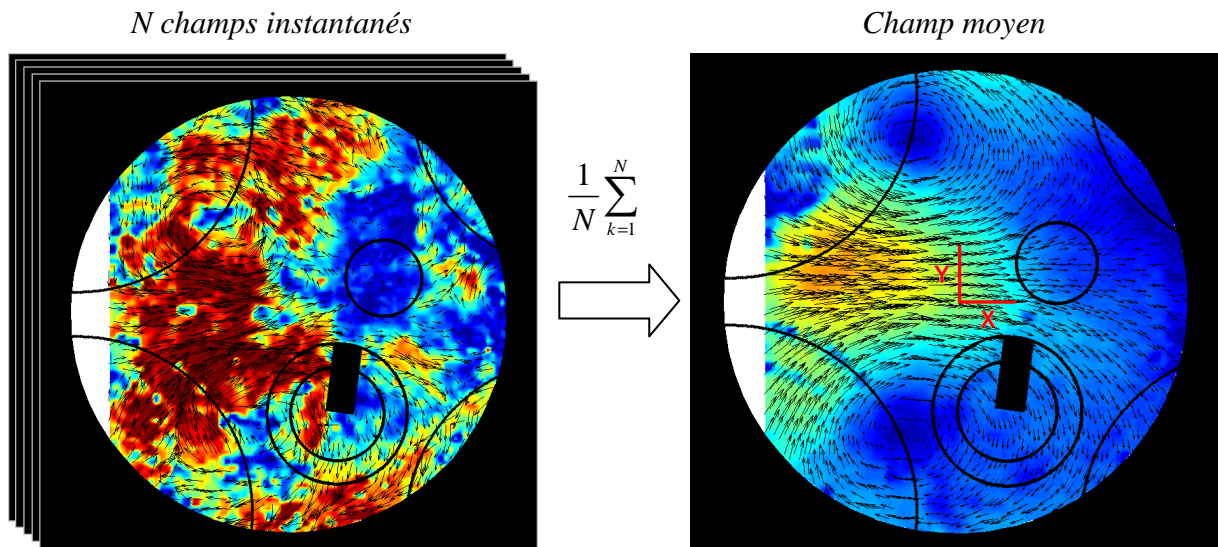 N champs instantanés
Champ moyen
1/N ∑ k=1 N
Y
X